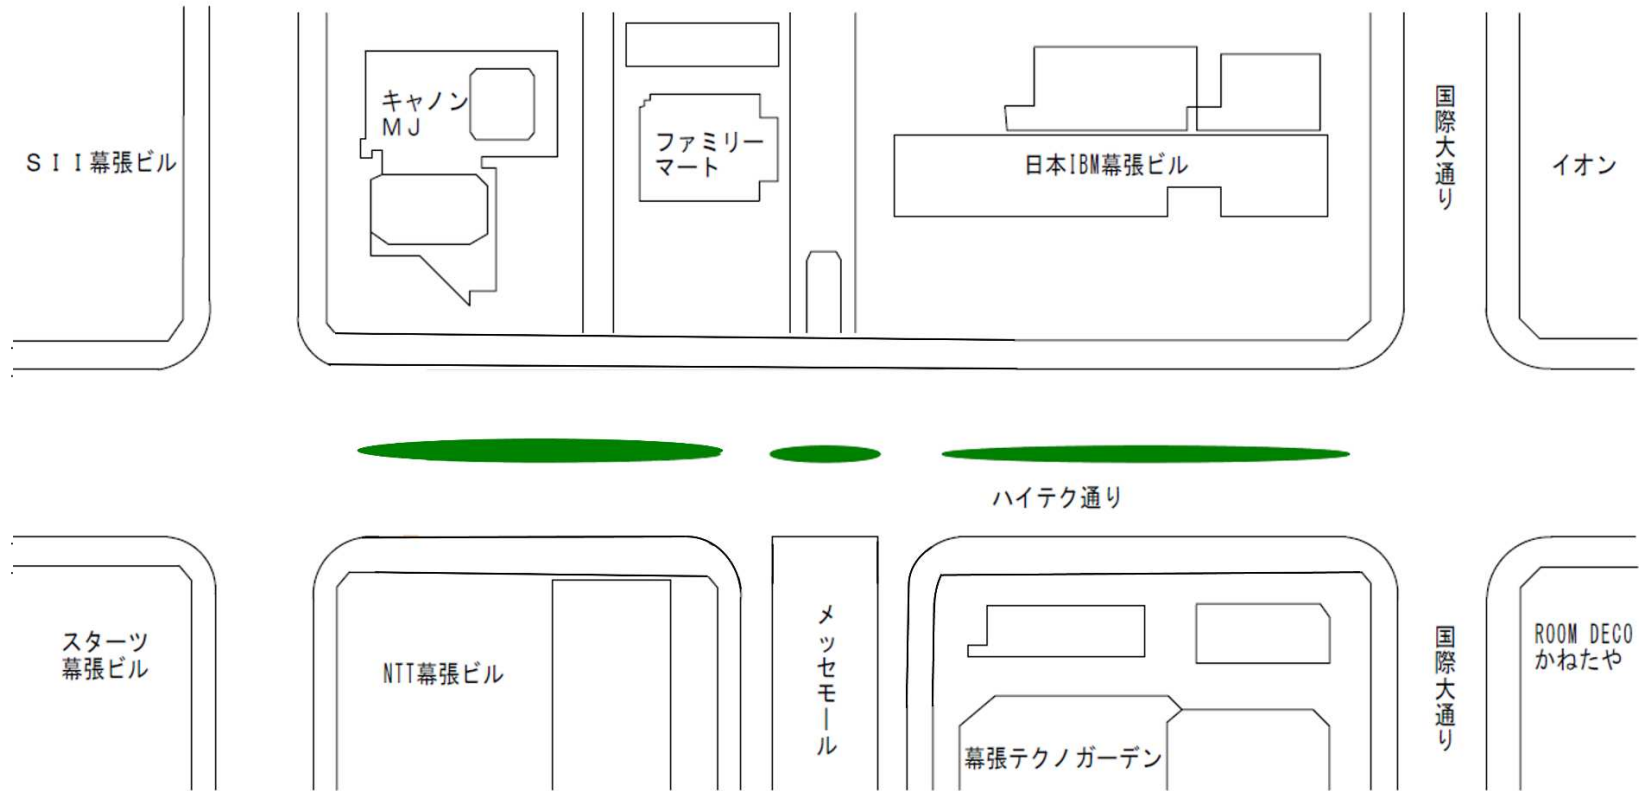 キャノン
ＭＪ
ファミリー
マート
ＳＩＩ幕張ビル
日本IBM幕張ビル
国際大通り
イオン
ハイテク通り
スターツ
幕張ビル
NTT幕張ビル
メッセモール
幕張テクノガーデン
国際大通り
ROOM DECO
かねたや